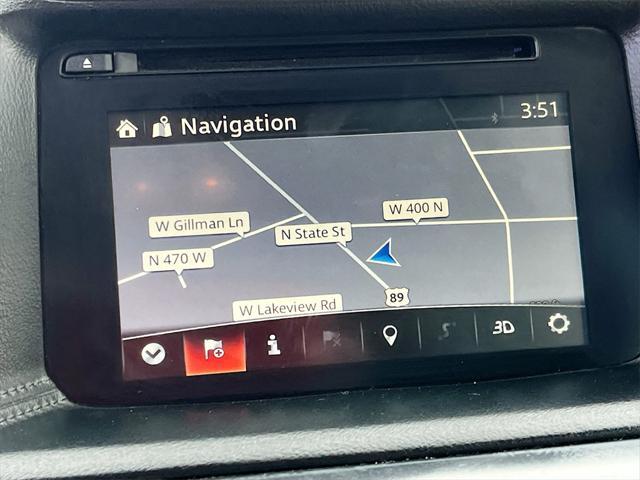 Navigation
3:51
W Gillman Ln
W 400 N
N State St
N 470 W
89
W Lakeview Rd
3D